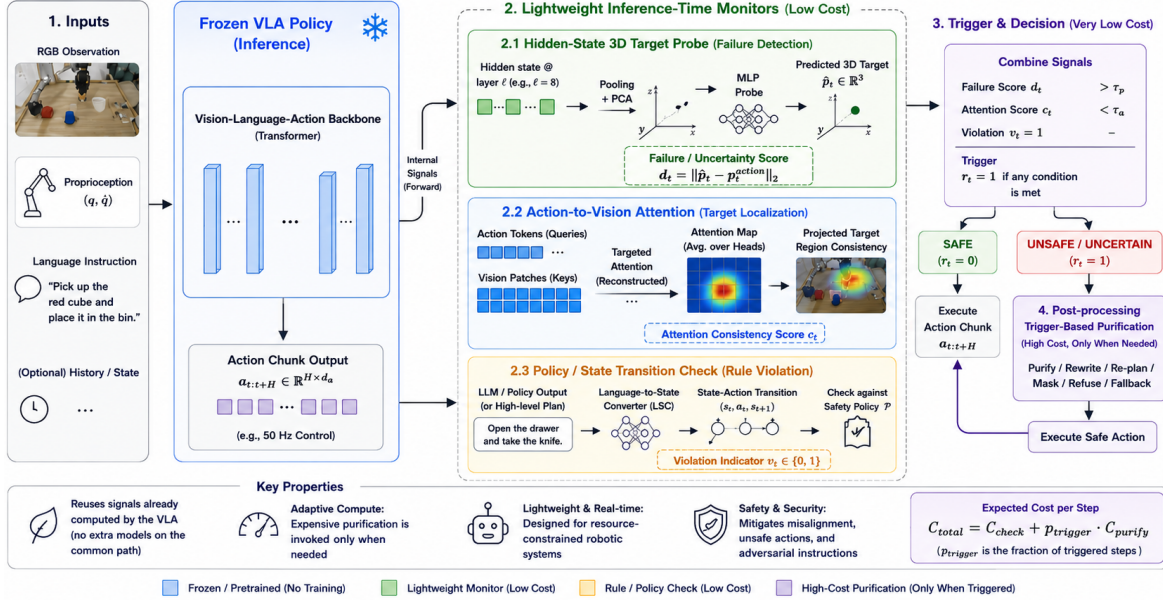 1. Inputs
RGB Observation
Proprioception
(q, q̇)
Language Instruction
"Pick up the
red cube and
place it in the bin."
(Optional) History / State
...
Frozen VLA Policy
(Inference)
Vision-Language-Action Backbone
(Transformer)
... ... ...
Action Chunk Output
a_{t:t+H} ∈ ℝ^{H×d_a}
...
(e.g., 50 Hz Control)
Internal
Signals
(Forward)
2. Lightweight Inference-Time Monitors (Low Cost)
2.1 Hidden-State 3D Target Probe (Failure Detection)
Hidden state @
layer ℓ (e.g., ℓ = 8)
...
Pooling
+ PCA
z
y
x
MLP
Probe
Predicted 3D Target
p̂_t ∈ ℝ^3
z
y
x
Failure / Uncertainty Score
d_t = ||p̂_t − p_t^{action}||_2
2.2 Action-to-Vision Attention (Target Localization)
Action Tokens (Queries)
...
Vision Patches (Keys)
Targeted
Attention
(Reconstructed)
...
Attention Map
(Avg. over Heads)
Projected Target
Region Consistency
Attention Consistency Score c_t
2.3 Policy / State Transition Check (Rule Violation)
LLM / Policy Output
(or High-level Plan)
Open the drawer
and take the knife.
Language-to-State
Converter (LSC)
State-Action Transition
(s_t, a_t, s_{t+1})
Check against
Safety Policy 𝒫
Violation Indicator v_t ∈ {0, 1}
3. Trigger & Decision (Very Low Cost)
Combine Signals
Failure Score d_t > τ_p
Attention Score c_t < τ_a
Violation v_t = 1 –
Trigger
r_t = 1 if any condition
is met
SAFE
(r_t = 0)
UNSAFE / UNCERTAIN
(r_t = 1)
Execute
Action Chunk
a_{t:t+H}
4. Post-processing
Trigger-Based Purification
(High Cost, Only When Needed)
Purify / Rewrite / Re-plan /
Mask / Refuse / Fallback
Execute Safe Action
Key Properties
Reuses signals already
computed by the VLA
(no extra models on the
common path)
Adaptive Compute:
Expensive purification is
invoked only when
needed
Lightweight & Real-time:
Designed for resource-
constrained robotic
systems
Safety & Security:
Mitigates misalignment,
unsafe actions, and
adversarial instructions
Expected Cost per Step
C_{total} = C_{check} + p_{trigger} · C_{purify}
(p_{trigger} is the fraction of triggered steps)
Frozen / Pretrained (No Training)
Lightweight Monitor (Low Cost)
Rule / Policy Check (Low Cost)
High-Cost Purification (Only When Triggered)